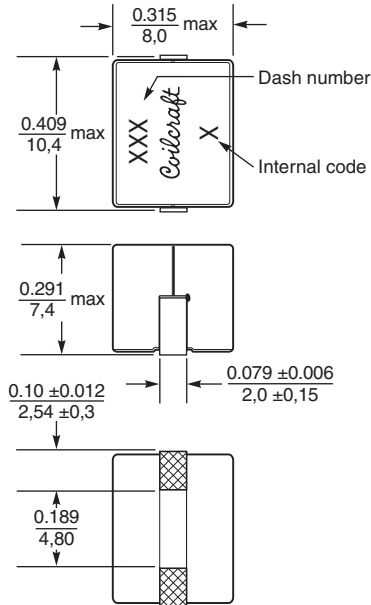 0.315
8,0
max
Dash number
0.409
10,4
max
XXX
Coilcraft
X
Internal code
0.291
7,4
max
0.10 ±0.012
2,54 ±0,3
0.079 ±0.006
2,0 ±0,15
0.189
4,80